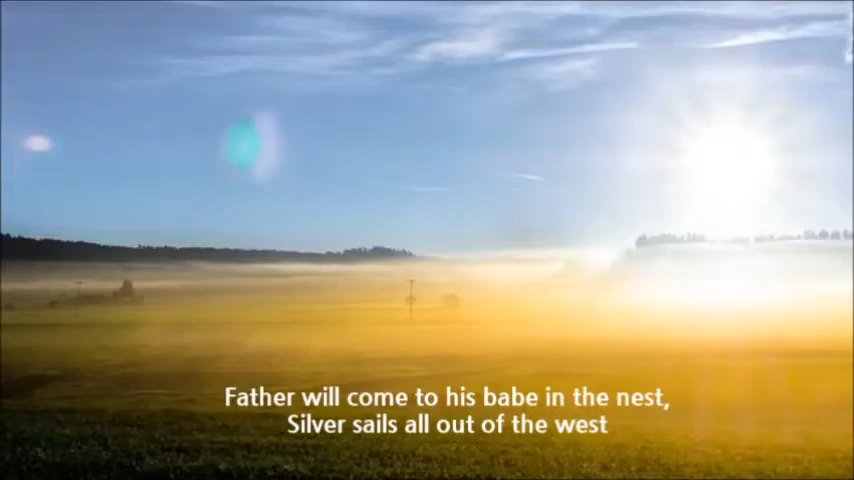 Father will come to his babe in the nest,
Silver sails all out of the west